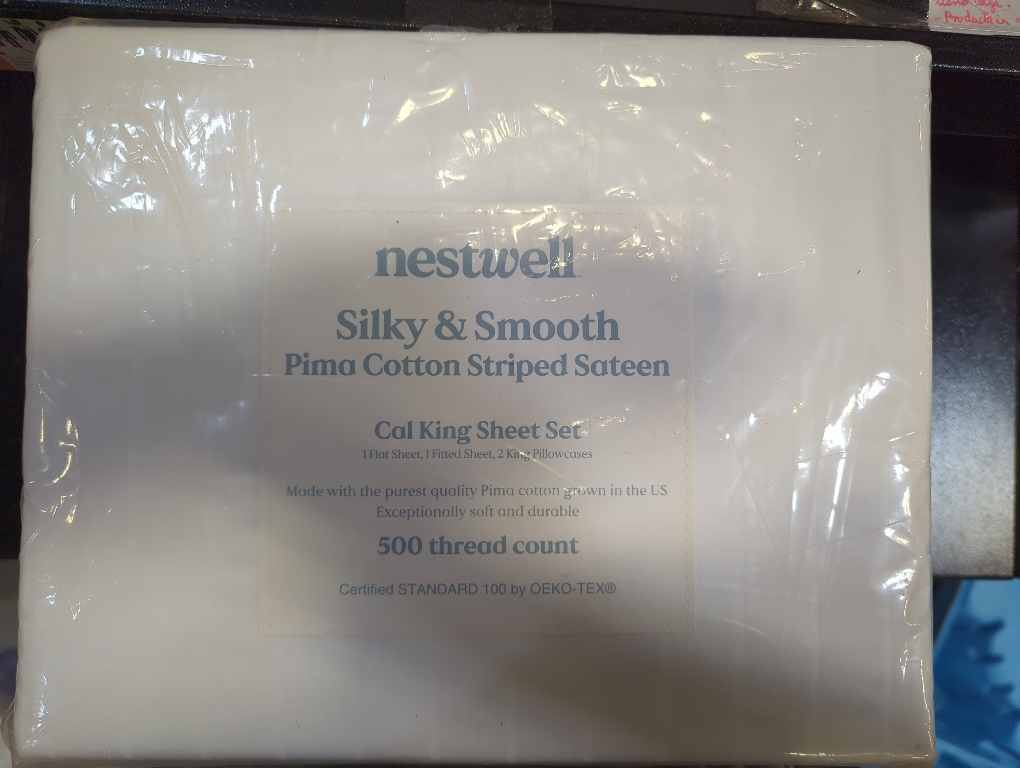 - Products in
nestwell
Silky & Smooth
Pima Cotton Striped Sateen
Cal King Sheet Set
1 Flat Sheet, 1 Fitted Sheet, 2 King Pillowcases
Made with the purest quality Pima cotton grown in the US
Exceptionally soft and durable
500 thread count
Certified STANDARD 100 by OEKO-TEX®